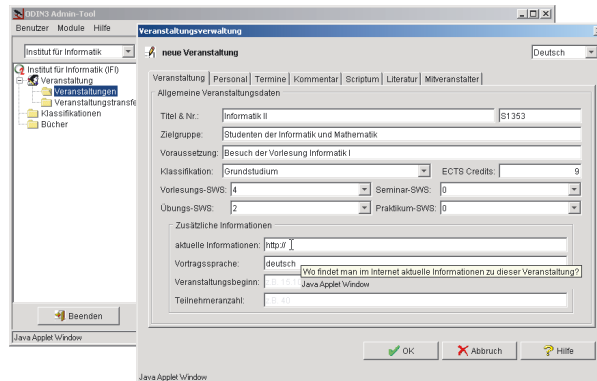 ODIN3 Admin-Tool
Benutzer Module Hilfe
Institut für Informatik
Institut für Informatik (IFI)
Veranstaltung
Veranstaltungen
Veranstaltungstransfe
Klassifikationen
Bücher
Beenden
Java Applet Window
Veranstaltungsverwaltung
neue Veranstaltung
Deutsch
Veranstaltung Personal Termine Kommentar Scriptum Literatur Mitveranstalter
Allgemeine Veranstaltungsdaten
Titel & Nr.: Informatik II S1353
Zielgruppe: Studenten der Informatik und Mathematik
Voraussetzung: Besuch der Vorlesung Informatik I
Klassifikation: Grundstudium ECTS Credits: 9
Vorlesungs-SWS: 4 Seminar-SWS: 0
Übungs-SWS: 2 Praktikum-SWS: 0
Zusätzliche Informationen
aktuelle Informationen: http://
Vortragssprache: deutsch
Wo findet man im Internet aktuelle Informationen zu dieser Veranstaltung?
Veranstaltungsbeginn: z.B.
Java Applet Window
Teilnehmeranzahl: z.B. 40
OK Abbruch Hilfe
Java Applet Window